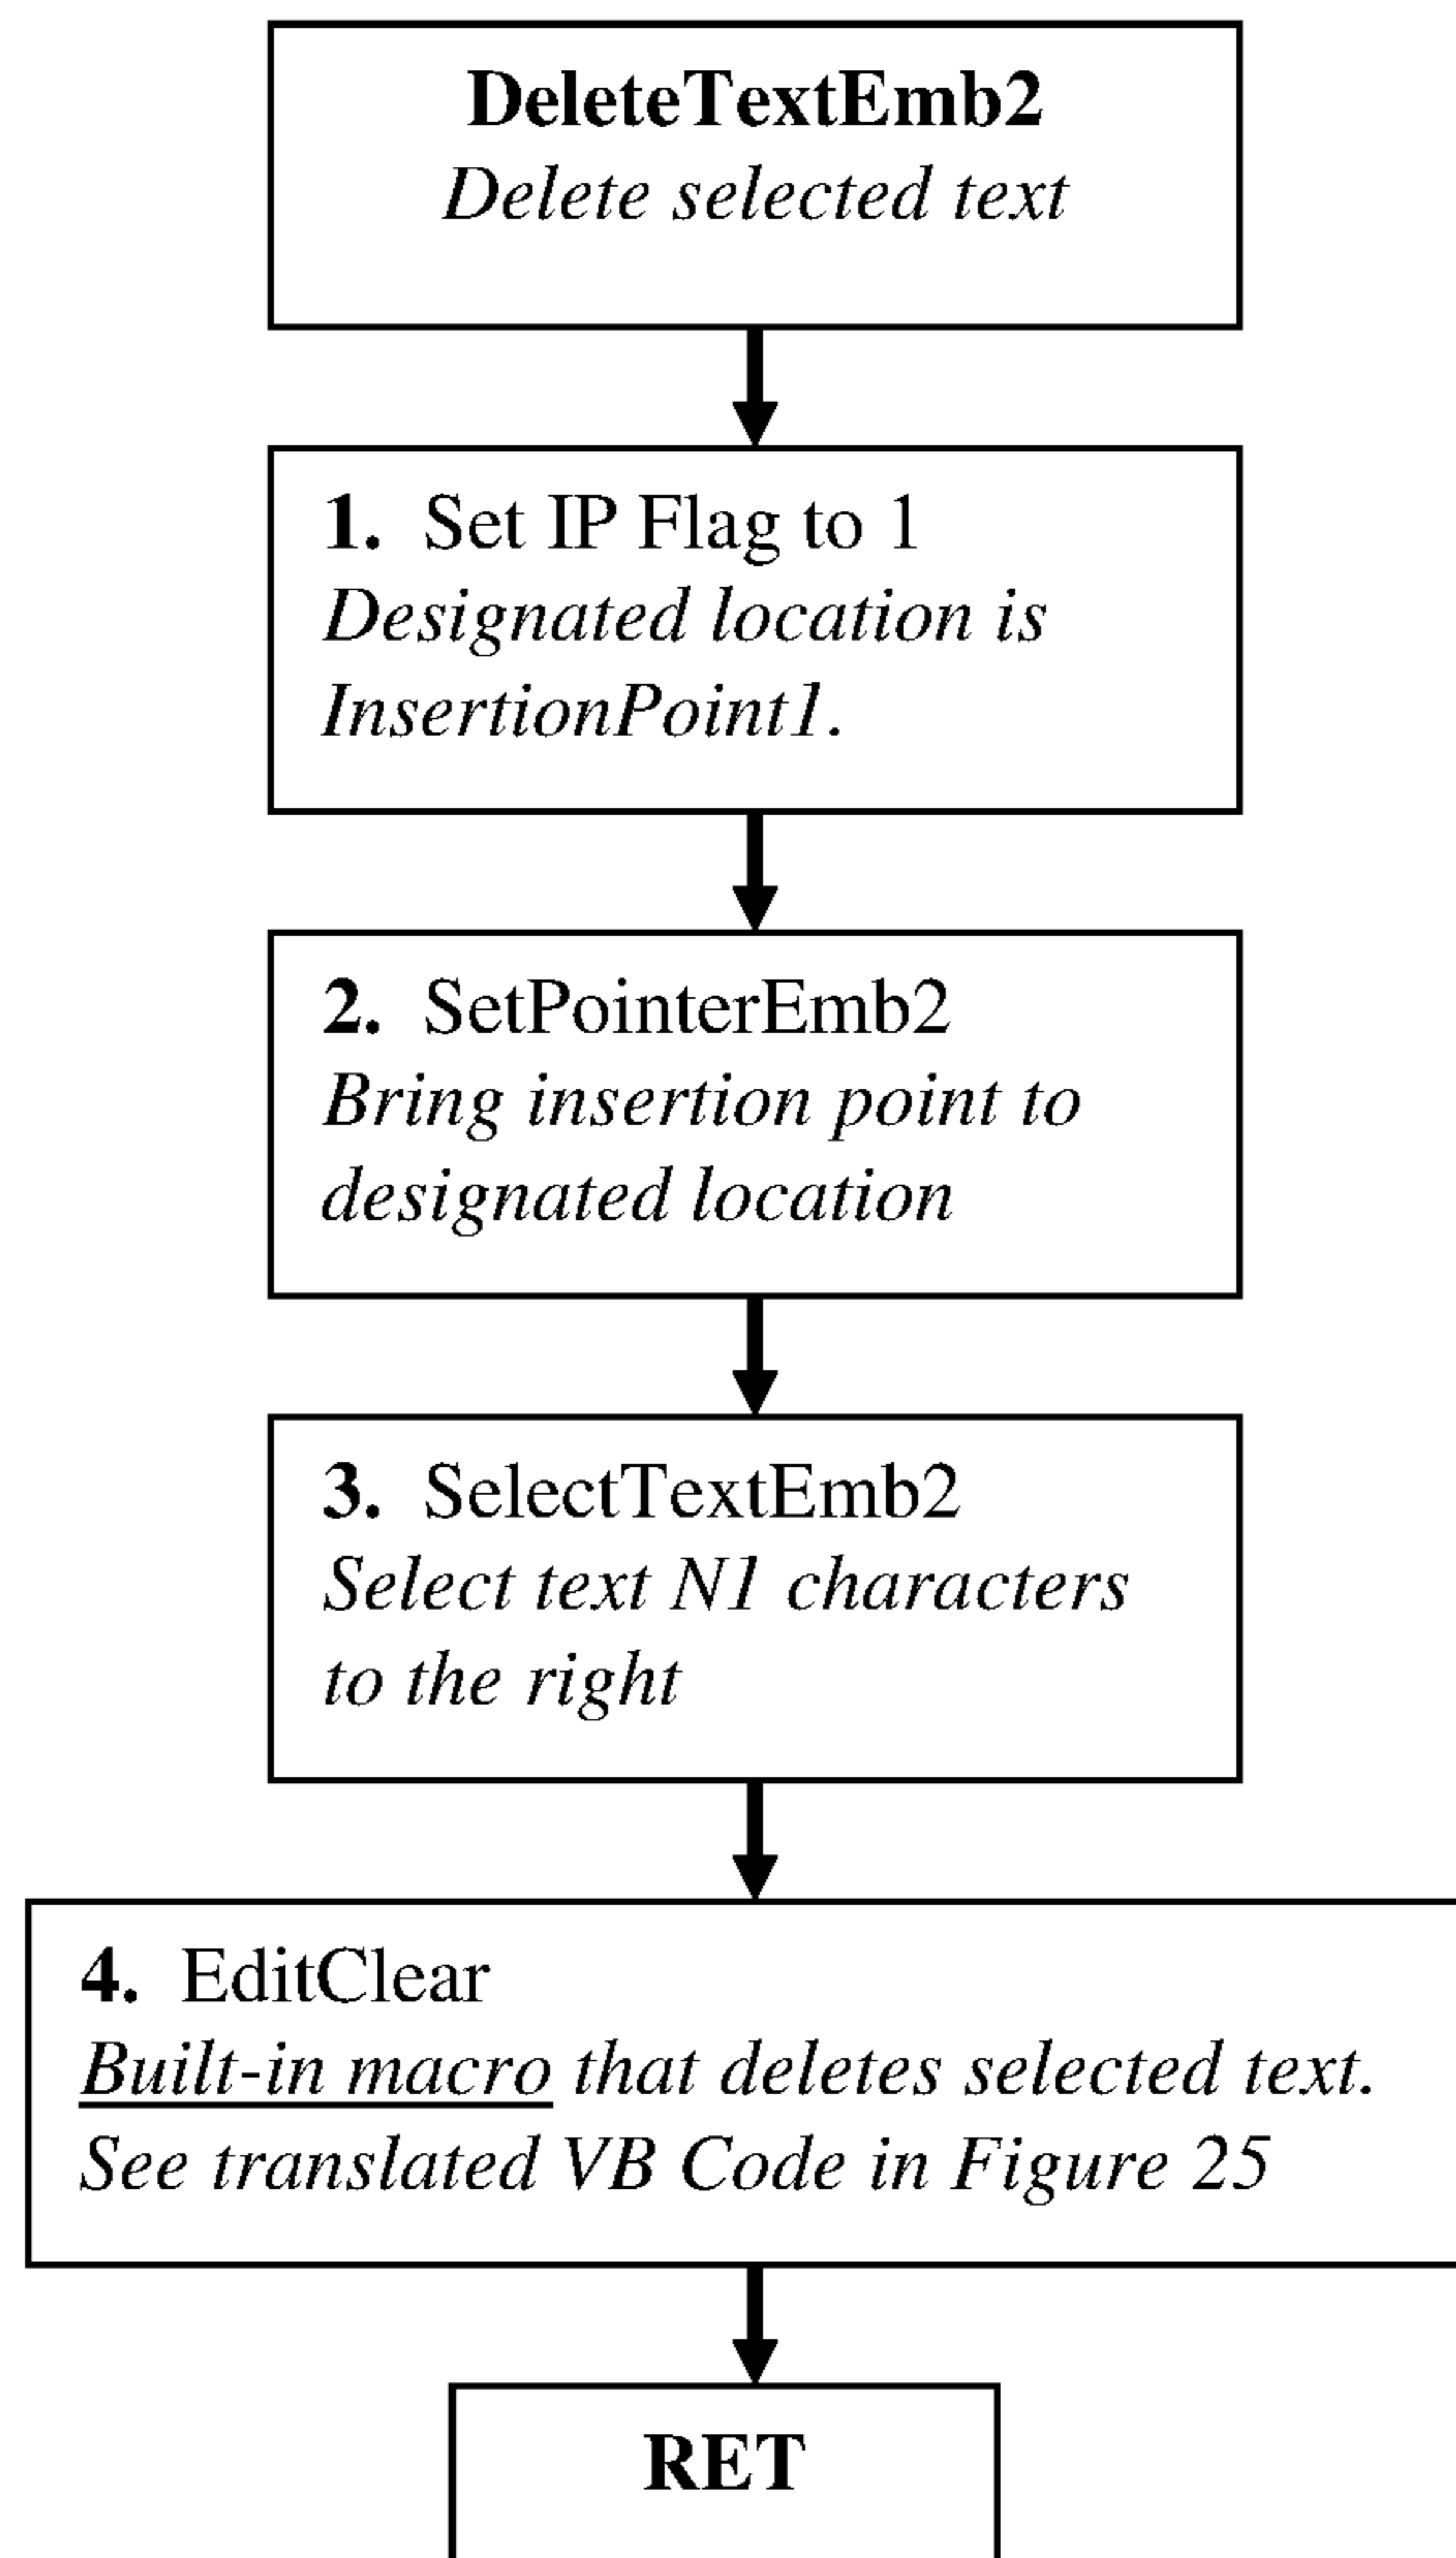 DeleteTextEmb2
Delete selected text
1. Set IP Flag to 1
Designated location is
InsertionPoint1.
2. SetPointerEmb2
Bring insertion point to
designated location
3. SelectTextEmb2
Select text N1 characters
to the right
4. EditClear
Built-in macro that deletes selected text.
See translated VB Code in Figure 25
RET